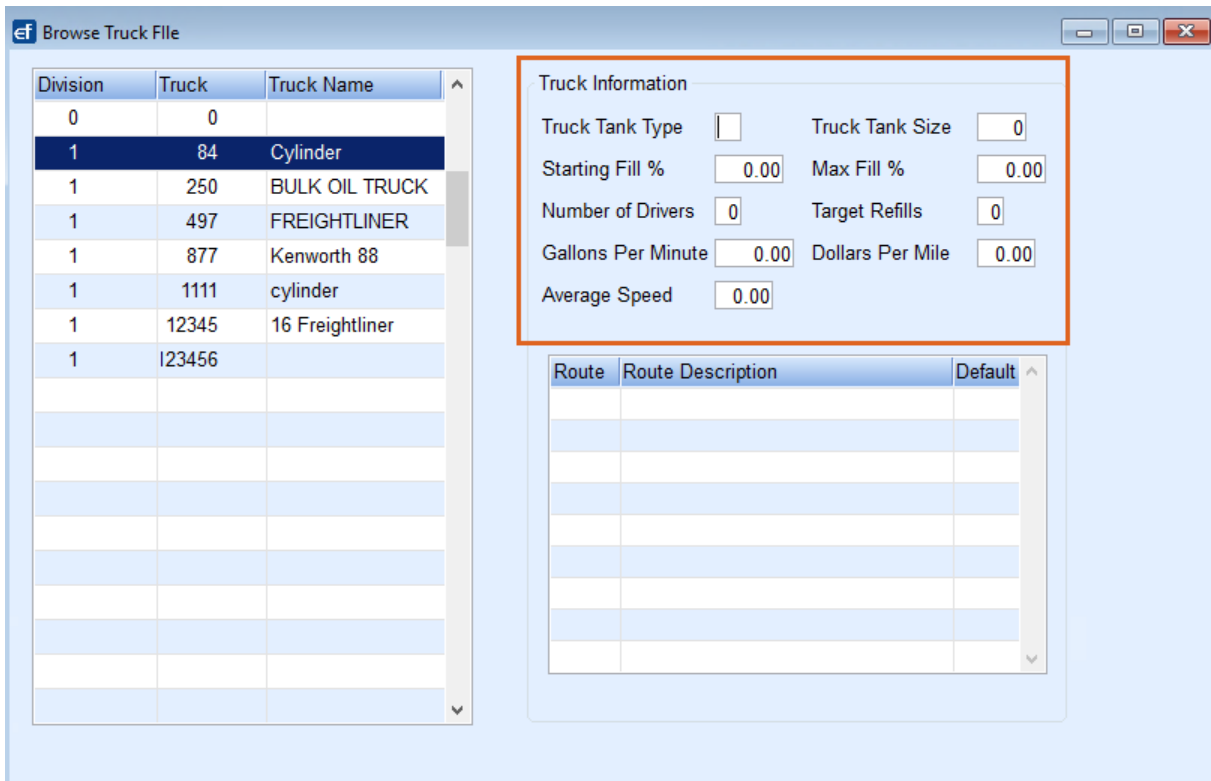 ef Browse Truck FIle
Division Truck Truck Name
0 0
1 84 Cylinder
1 250 BULK OIL TRUCK
1 497 FREIGHTLINER
1 877 Kenworth 88
1 1111 cylinder
1 12345 16 Freightliner
1 123456
Truck Information
Truck Tank Type Truck Tank Size 0
Starting Fill % 0.00 Max Fill % 0.00
Number of Drivers 0 Target Refills 0
Gallons Per Minute 0.00 Dollars Per Mile 0.00
Average Speed 0.00
Route Route Description Default